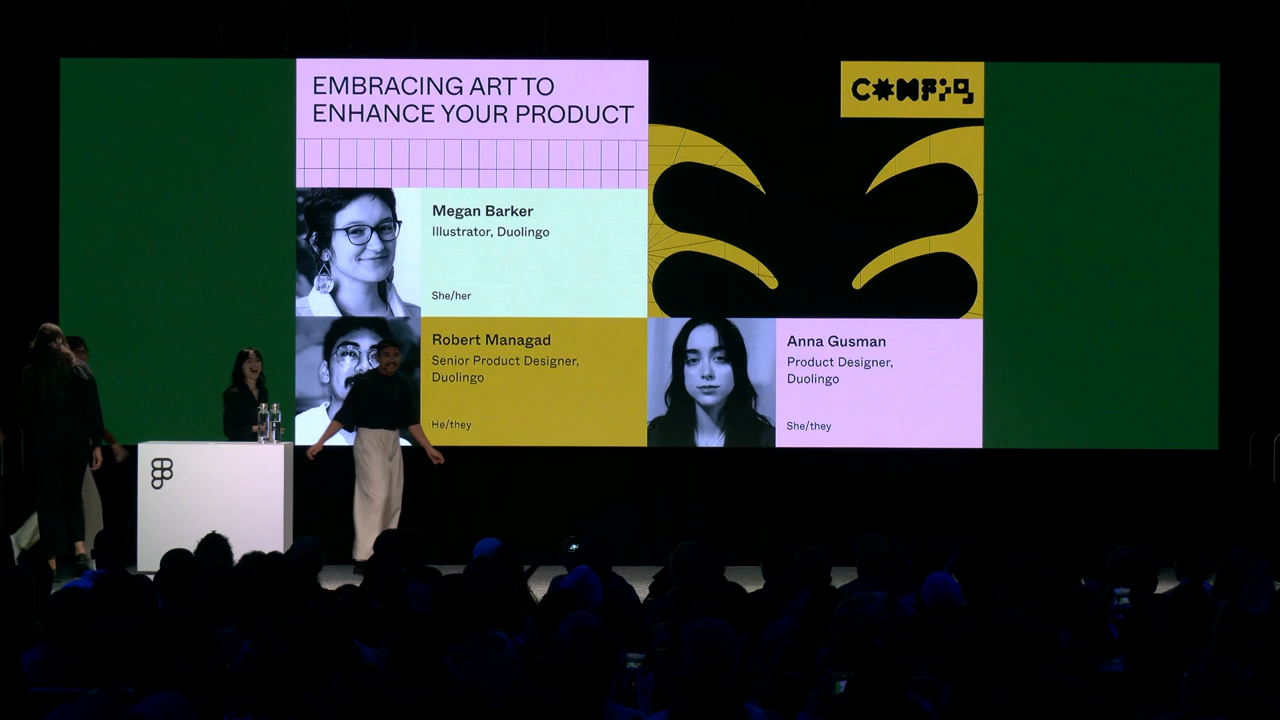 EMBRACING ART TO
ENHANCE YOUR PRODUCT
CONFIG
Megan Barker
Illustrator, Duolingo
She/her
Robert Managad
Senior Product Designer,
Duolingo
He/they
Anna Gusman
Product Designer,
Duolingo
She/they